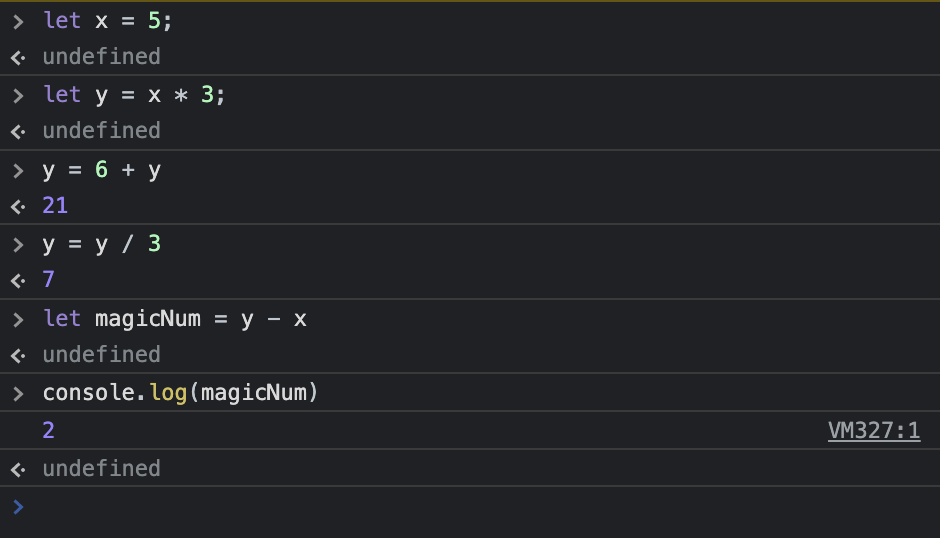 > let x = 5;
<· undefined
> let y = x * 3;
<· undefined
> y = 6 + y
<· 21
> y = y / 3
<· 7
> let magicNum = y - x
<· undefined
> console.log(magicNum)
2 VM327:1
<· undefined
>